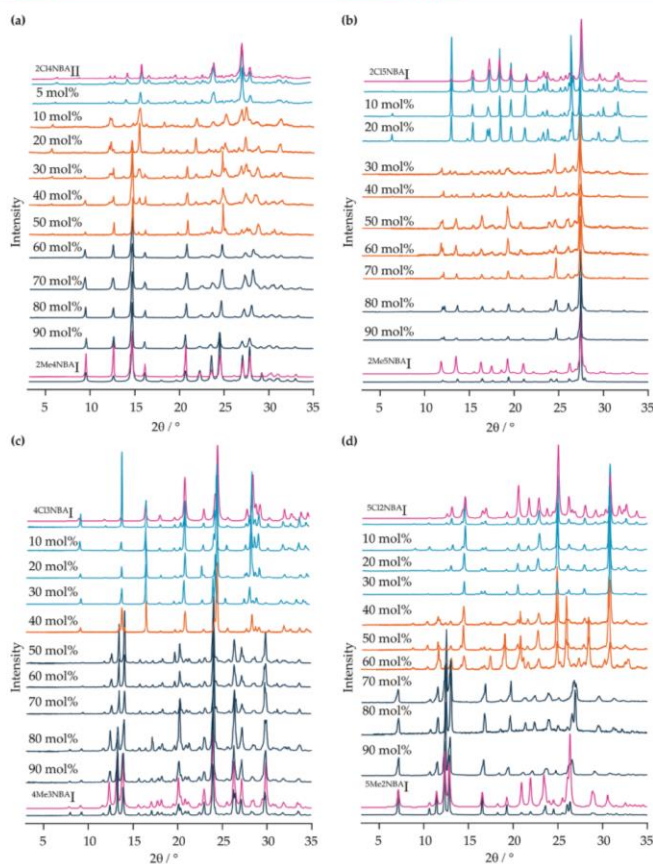 (a)
2Cl4NBA II
5 mol%
10 mol%
20 mol%
30 mol%
40 mol%
50 mol%
60 mol%
70 mol%
80 mol%
90 mol%
2Me4NBA I
Intensity
5 10 15 20 25 30 35
2θ / °
(b)
2Cl5NBA I
10 mol%
20 mol%
30 mol%
40 mol%
50 mol%
60 mol%
70 mol%
80 mol%
90 mol%
2Me5NBA I
Intensity
5 10 15 20 25 30 35
2θ / °
(c)
4Cl3NBA I
10 mol%
20 mol%
30 mol%
40 mol%
50 mol%
60 mol%
70 mol%
80 mol%
90 mol%
4Me3NBA I
Intensity
5 10 15 20 25 30 35
2θ / °
(d)
5Cl2NBA I
10 mol%
20 mol%
30 mol%
40 mol%
50 mol%
60 mol%
70 mol%
80 mol%
90 mol%
5Me2NBA I
Intensity
5 10 15 20 25 30 35
2θ / °